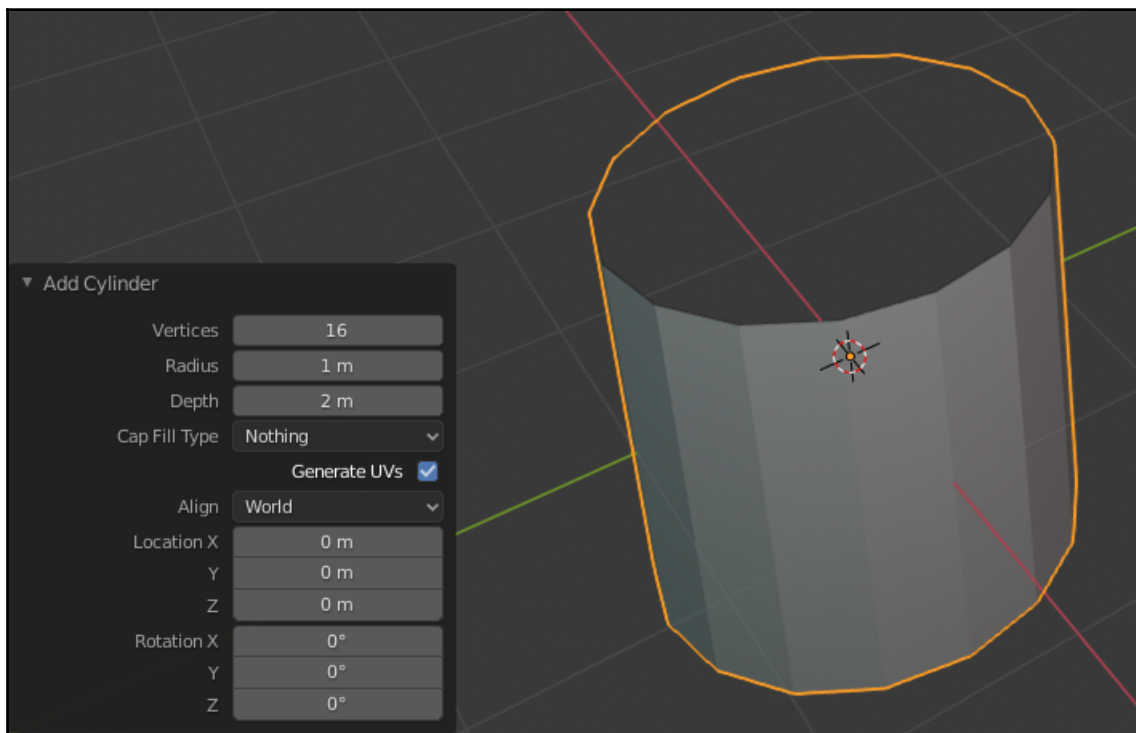 Add Cylinder
Vertices 16
Radius 1 m
Depth 2 m
Cap Fill Type Nothing
Generate UVs
Align World
Location X 0 m
Y 0 m
Z 0 m
Rotation X 0°
Y 0°
Z 0°